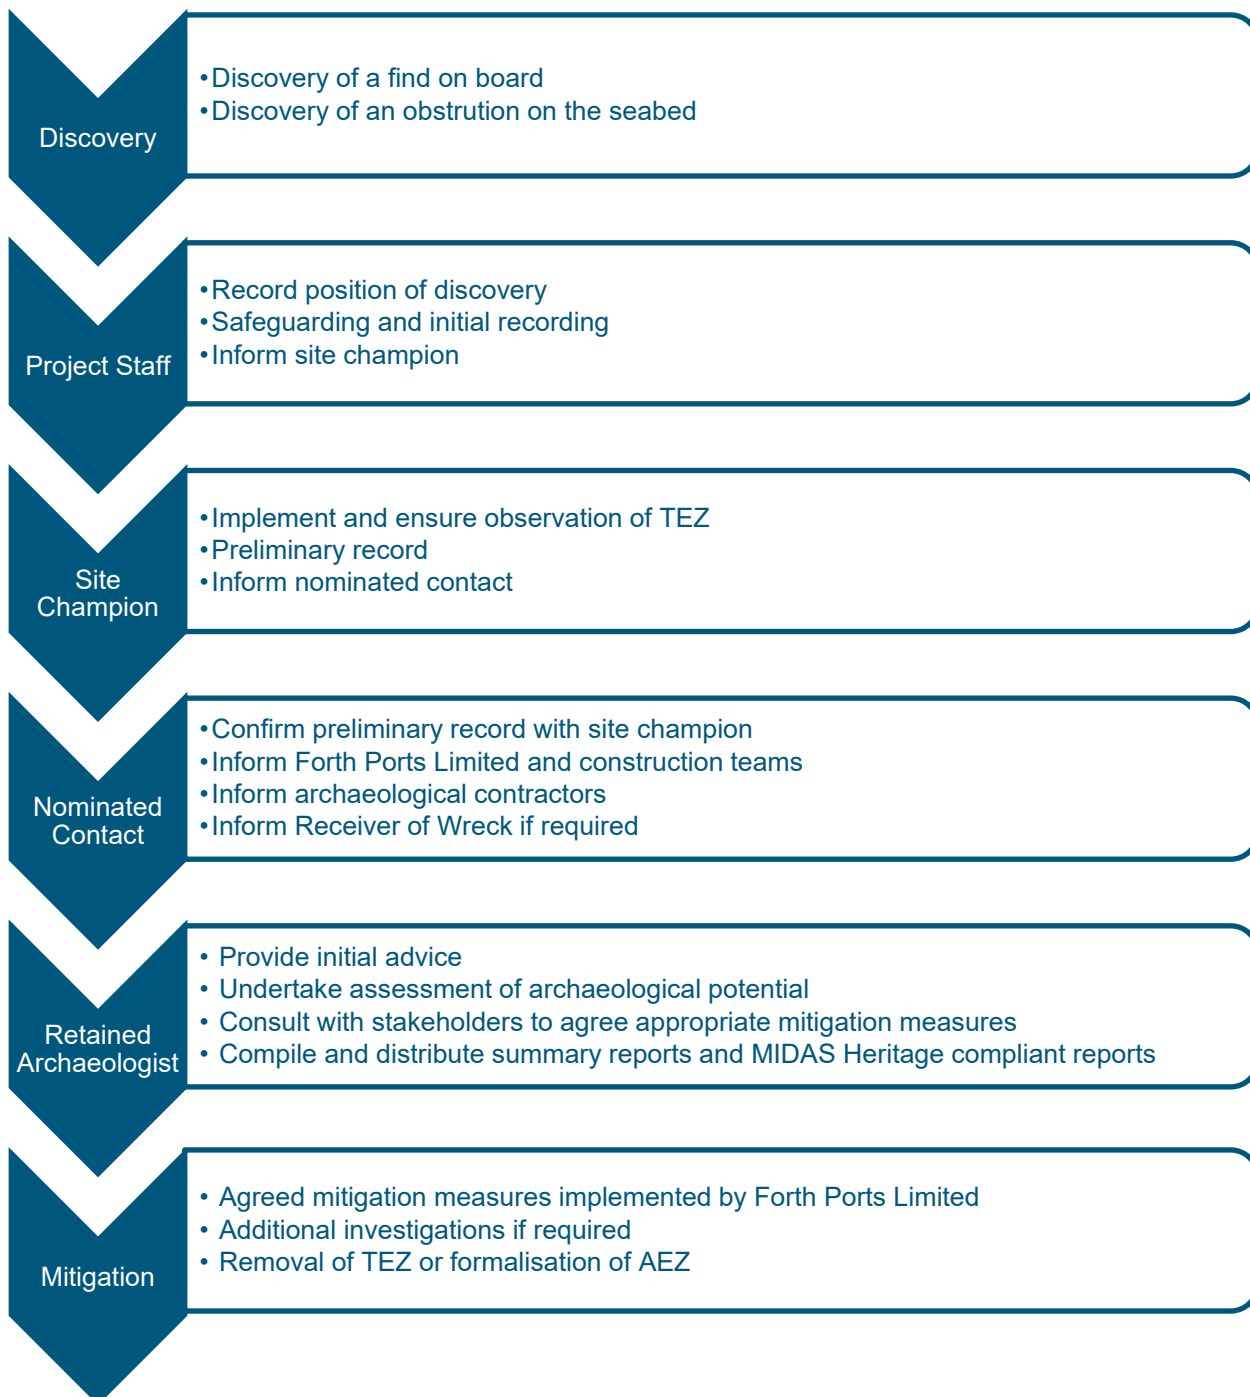 Discovery
•Discovery of a find on board
•Discovery of an obstrution on the seabed
Project Staff
•Record position of discovery
•Safeguarding and initial recording
•Inform site champion
Site
Champion
•Implement and ensure observation of TEZ
•Preliminary record
•Inform nominated contact
Nominated
Contact
•Confirm preliminary record with site champion
•Inform Forth Ports Limited and construction teams
•Inform archaeological contractors
•Inform Receiver of Wreck if required
Retained
Archaeologist
• Provide initial advice
• Undertake assessment of archaeological potential
• Consult with stakeholders to agree appropriate mitigation measures
• Compile and distribute summary reports and MIDAS Heritage compliant reports
Mitigation
• Agreed mitigation measures implemented by Forth Ports Limited
• Additional investigations if required
• Removal of TEZ or formalisation of AEZ